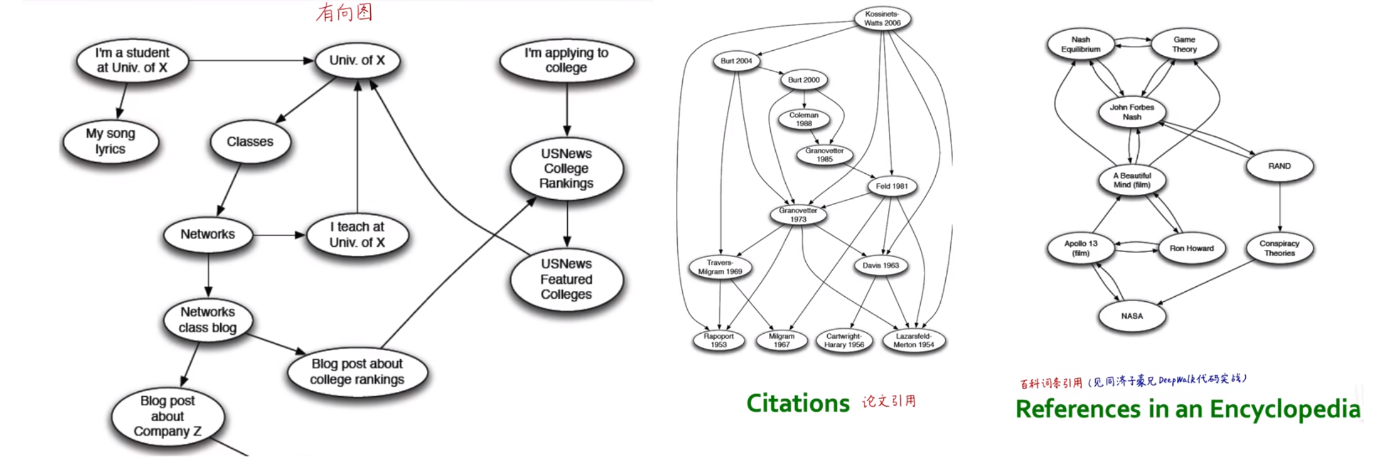 有向图
I'm a student
at Univ. of X
Univ. of X
I'm applying to
college
My song
lyrics
Classes
USNews
College
Rankings
Networks
I teach at
Univ. of X
USNews
Featured
Colleges
Networks
class blog
Blog post about
college rankings
Blog post
about
Company Z
Kossinets-
Watts 2006
Burt 2004
Burt 2000
Coleman
1988
Granovetter
1985
Feld 1981
Granovetter
1973
Travers-
Milgram 1969
Davis 1963
Rapoport
1953
Milgram
1967
Cartwright-
Harary 1956
Lazarsfeld-
Merton 1954
Citations 论文引用
Nash
Equilibrium
Game
Theory
John Forbes
Nash
RAND
A Beautiful
Mind (film)
Apollo 13
(film)
Ron Howard
Conspiracy
Theories
NASA
百科词条引用(见同济子豪兄DeepWalk代码实战)
References in an Encyclopedia